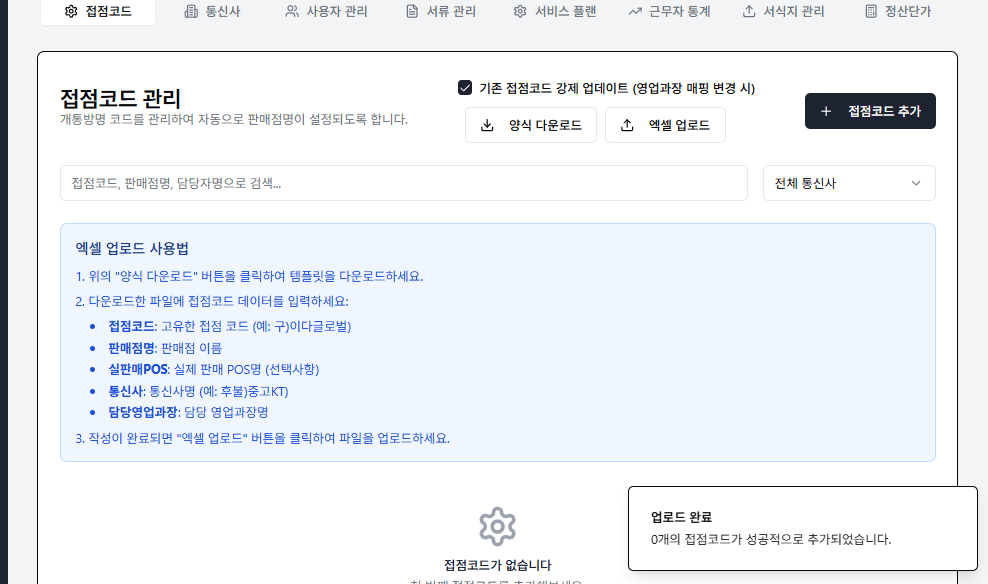 접점코드 통신사 사용자 관리 서류 관리 서비스 플랜 근무자 통계 서식지 관리 정산단가
접점코드 관리
개통방명 코드를 관리하여 자동으로 판매점명이 설정되도록 합니다.
기존 접점코드 강제 업데이트 (영업과장 매핑 변경 시)
양식 다운로드 엑셀 업로드
+ 접점코드 추가
접점코드, 판매점명, 담당자명으로 검색...
전체 통신사
엑셀 업로드 사용법
1. 위의 "양식 다운로드" 버튼을 클릭하여 템플릿을 다운로드하세요.
2. 다운로드한 파일에 접점코드 데이터를 입력하세요:
• 접점코드: 고유한 접점 코드 (예: 구)이다글로벌)
• 판매점명: 판매점 이름
• 실판매POS: 실제 판매 POS명 (선택사항)
• 통신사: 통신사명 (예: 후불)중고KT)
• 담당영업과장: 담당 영업과장명
3. 작성이 완료되면 "엑셀 업로드" 버튼을 클릭하여 파일을 업로드하세요.
접점코드가 없습니다
업로드 완료
0개의 접점코드가 성공적으로 추가되었습니다.